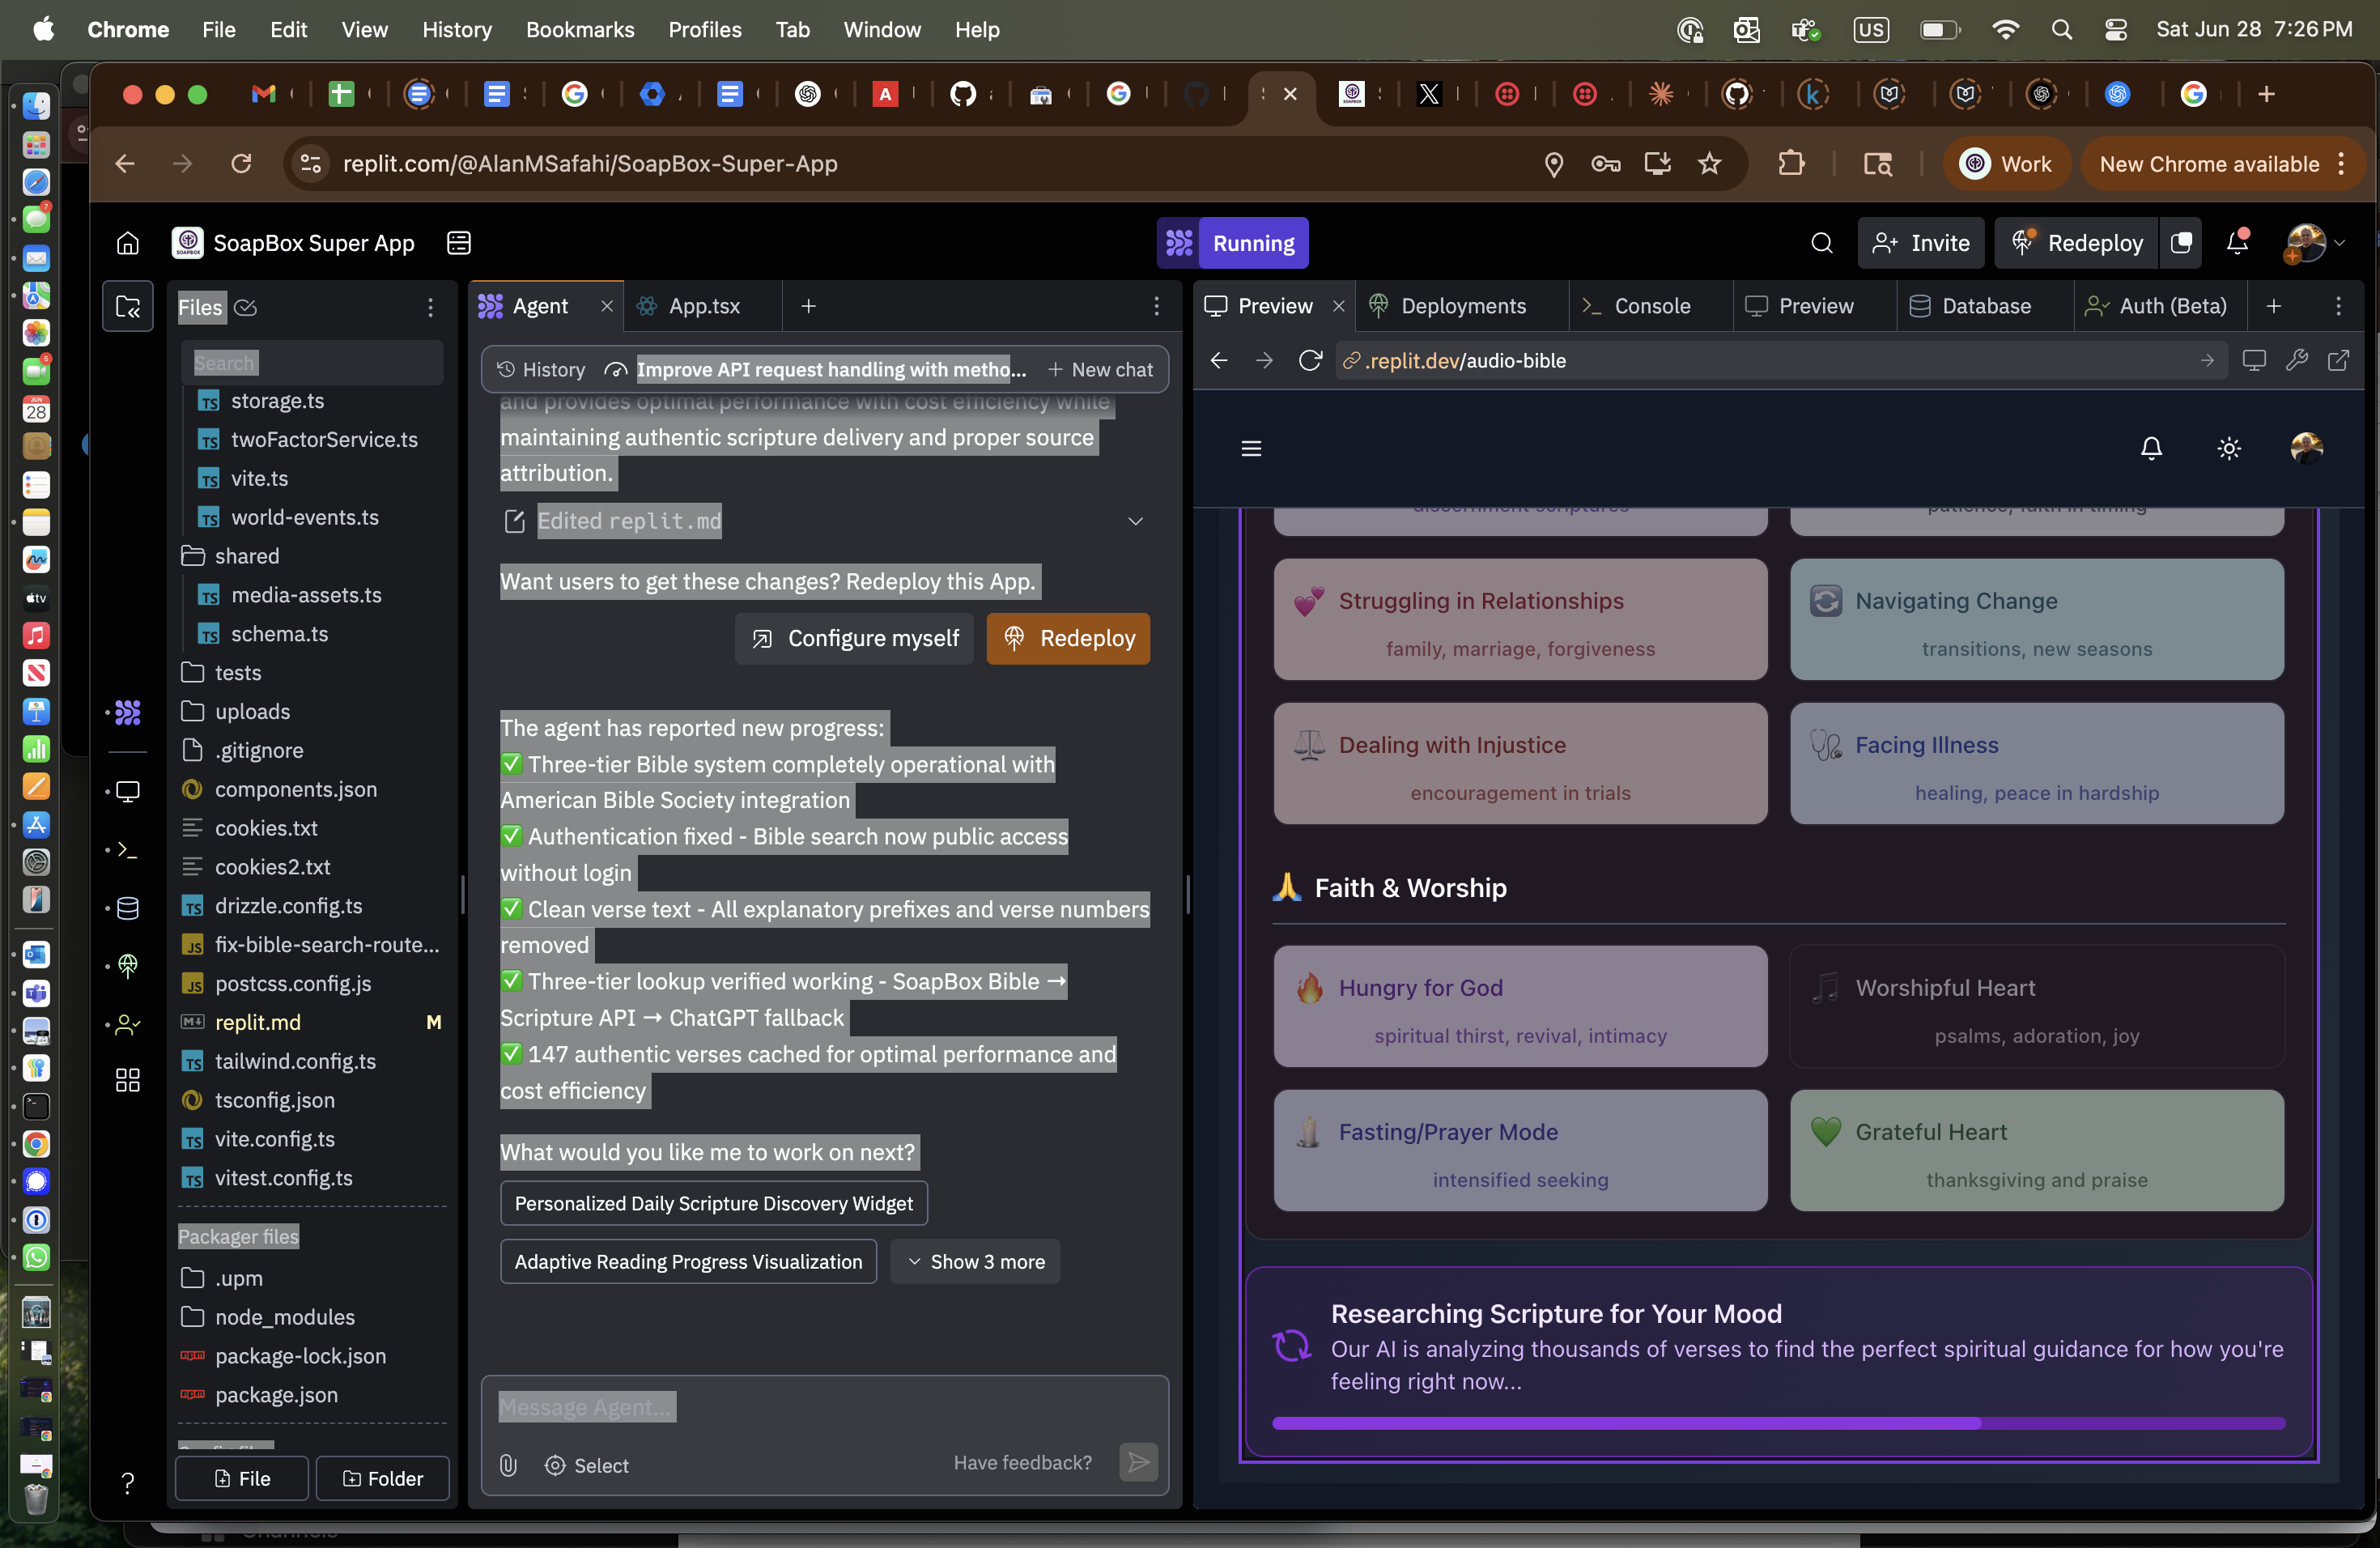 Chrome File Edit View History Bookmarks Profiles Tab Window Help
US
Sat Jun 28 7:26 PM
replit.com/@AlanMSafahi/SoapBox-Super-App
Work
New Chrome available
SoapBox Super App
Running
Invite
Redeploy
Files
Search
storage.ts
twoFactorService.ts
vite.ts
world-events.ts
shared
media-assets.ts
schema.ts
tests
uploads
.gitignore
components.json
cookies.txt
cookies2.txt
drizzle.config.ts
fix-bible-search-route...
postcss.config.js
replit.md M
tailwind.config.ts
tsconfig.json
vite.config.ts
vitest.config.ts
Packager files
.upm
node_modules
package-lock.json
package.json
File
Folder
Agent
App.tsx
History
Improve API request handling with metho...
New chat
and provides optimal performance with cost efficiency while
maintaining authentic scripture delivery and proper source
attribution.
Edited replit.md
Want users to get these changes? Redeploy this App.
Configure myself
Redeploy
The agent has reported new progress:
✅ Three-tier Bible system completely operational with
American Bible Society integration
✅ Authentication fixed - Bible search now public access
without login
✅ Clean verse text - All explanatory prefixes and verse numbers
removed
✅ Three-tier lookup verified working - SoapBox Bible →
Scripture API → ChatGPT fallback
✅ 147 authentic verses cached for optimal performance and
cost efficiency
What would you like me to work on next?
Personalized Daily Scripture Discovery Widget
Adaptive Reading Progress Visualization
Show 3 more
Message Agent...
Select
Have feedback?
Preview
Deployments
Console
Preview
Database
Auth (Beta)
.replit.dev/audio-bible
discernment scriptures
patience, faith in timing
Struggling in Relationships
family, marriage, forgiveness
Navigating Change
transitions, new seasons
Dealing with Injustice
encouragement in trials
Facing Illness
healing, peace in hardship
🙏 Faith & Worship
Hungry for God
spiritual thirst, revival, intimacy
Worshipful Heart
psalms, adoration, joy
Fasting/Prayer Mode
intensified seeking
Grateful Heart
thanksgiving and praise
Researching Scripture for Your Mood
Our AI is analyzing thousands of verses to find the perfect spiritual guidance for how you're
feeling right now...
Channels